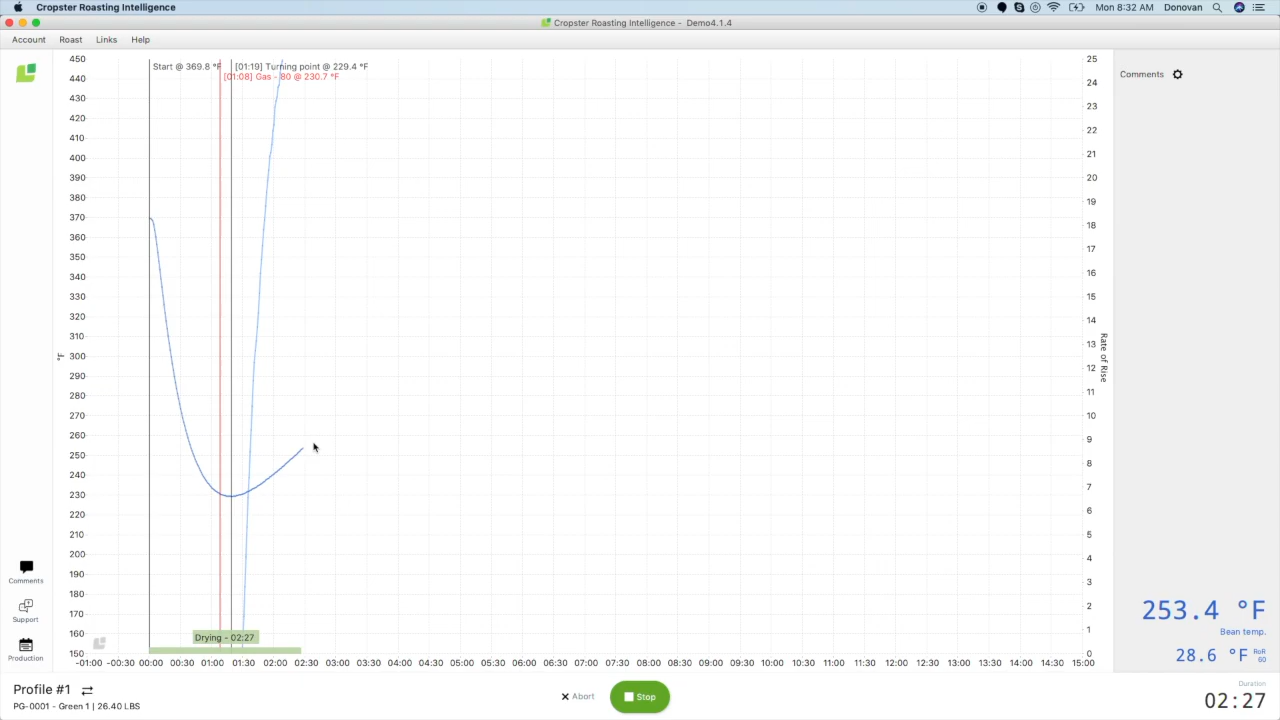 Cropster Roasting Intelligence
Mon 8:32 AM Donovan
Cropster Roasting Intelligence - Demo4.1.4
Account Roast Links Help
Start @ 369.8 °F [01:19] Turning point @ 229.4 °F
[01:08] Gas - 80 @ 230.7 °F
Comments
450
440
430
420
410
400
390
380
370
360
350
340
330
320
310
300
290
280
270
260
250
240
230
220
210
200
190
180
170
160
150
°F
25
24
23
22
21
20
19
18
17
16
15
14
13
12
11
10
9
8
7
6
5
4
3
2
1
0
Rate of Rise
Comments
Support
Production
Drying - 02:27
-01:00 -00:30 00:00 00:30 01:00 01:30 02:00 02:30 03:00 03:30 04:00 04:30 05:00 05:30 06:00 06:30 07:00 07:30 08:00 08:30 09:00 09:30 10:00 10:30 11:00 11:30 12:00 12:30 13:00 13:30 14:00 14:30 15:00
253.4 °F
Bean temp.
28.6 °F RoR 60
Profile #1
PG-0001 - Green 1 | 26.40 LBS
Abort
Stop
Duration
02:27